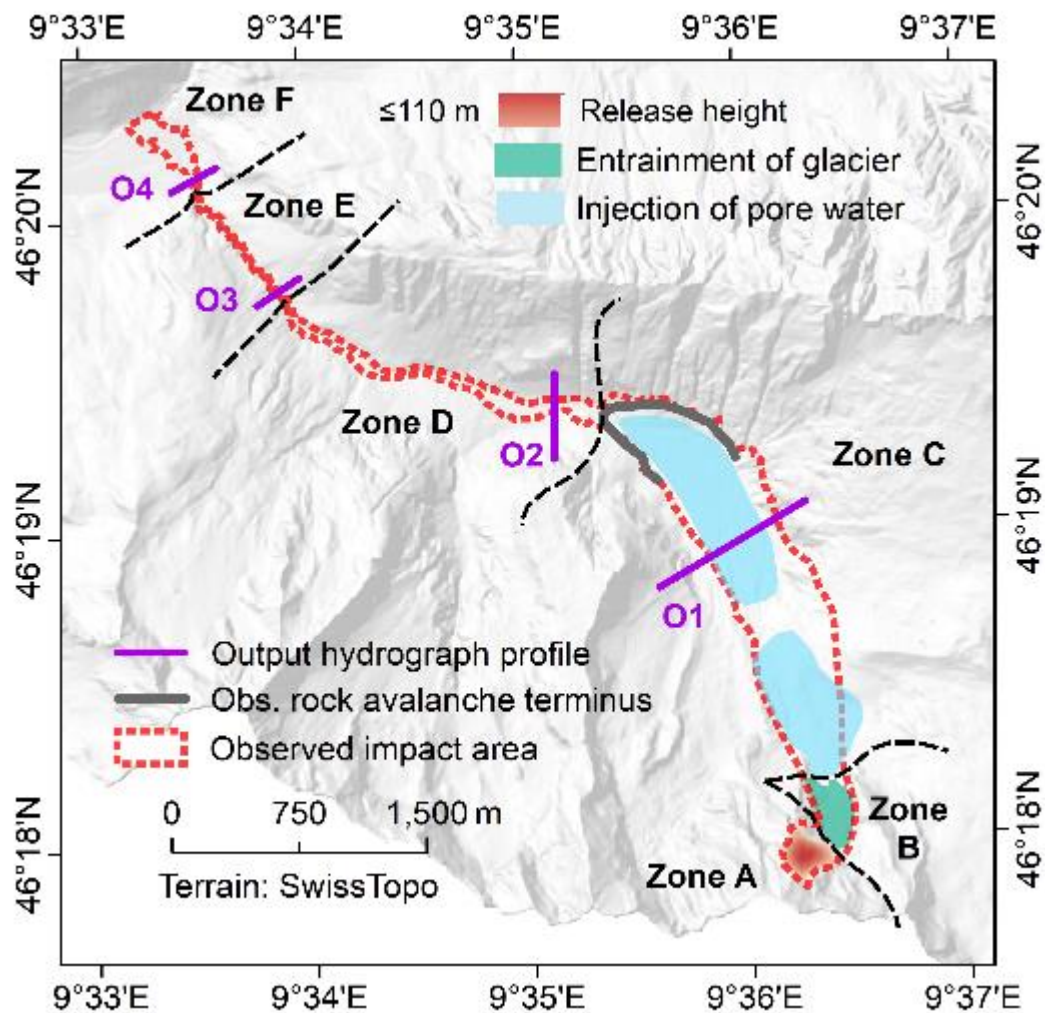 9°33'E 9°34'E 9°35'E 9°36'E 9°37'E
Zone F
≤110 m Release height
Entrainment of glacier
Injection of pore water
O4
46°20'N
46°20'N
Zone E
O3
Zone D
O2
Zone C
46°19'N
46°19'N
O1
Output hydrograph profile
Obs. rock avalanche terminus
Observed impact area
0 750 1,500 m
Terrain: SwissTopo
Zone A
Zone
B
46°18'N
46°18'N
9°33'E 9°34'E 9°35'E 9°36'E 9°37'E